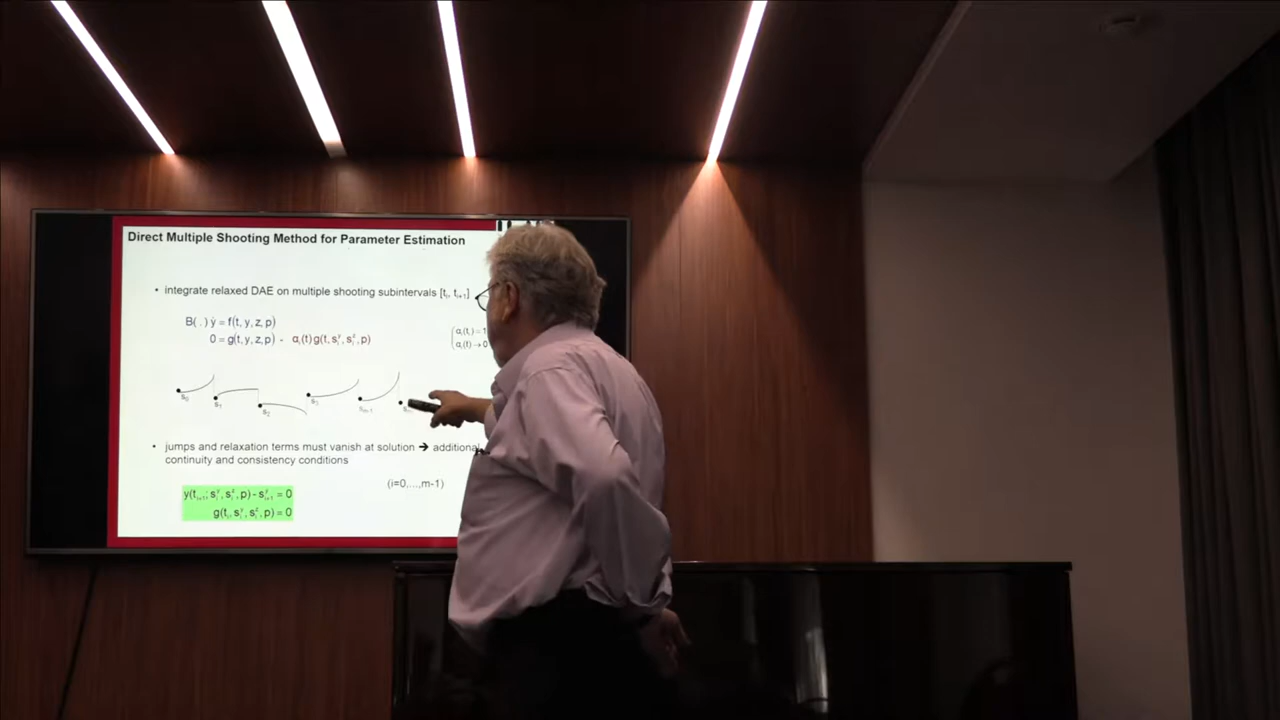 Direct Multiple Shooting Method for Parameter Estimation
• integrate relaxed DAE on multiple shooting subintervals [tᵢ, tᵢ₊₁]
B( . ) ẏ = f(t, y, z, p)
0 = g(t, y, z, p) - αᵢ(t) g(t, sᵢʸ, sᵢᶻ, p)
αᵢ(tᵢ) = 1
αᵢ(t) → 0
s₀ s₁ s₂ s₃ sₘ₋₁
• jumps and relaxation terms must vanish at solution ➔ additional
continuity and consistency conditions
(i=0,...,m-1)
y(tᵢ₊₁; sᵢʸ, sᵢᶻ, p) - sᵢ₊₁ʸ = 0
g(tᵢ, sᵢʸ, sᵢᶻ, p) = 0